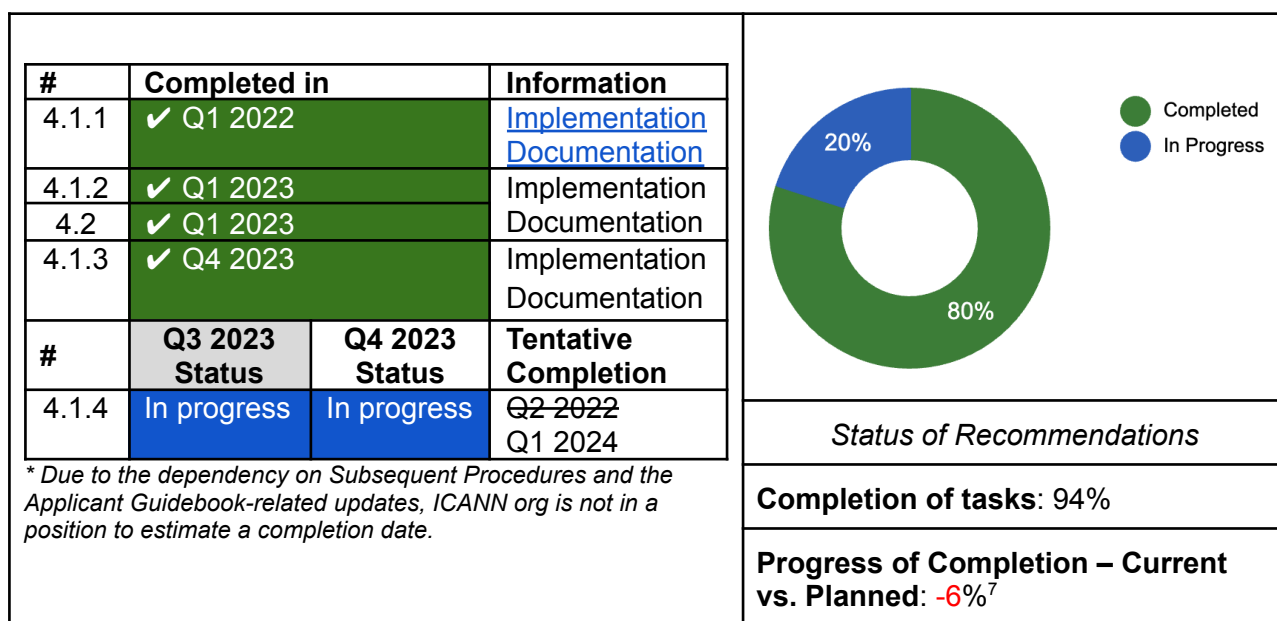 # Completed in Information
4.1.1 ✔ Q1 2022 Implementation
Documentation
4.1.2 ✔ Q1 2023 Implementation
4.2 ✔ Q1 2023 Documentation
4.1.3 ✔ Q4 2023 Implementation
Documentation
# Q3 2023 Status Q4 2023 Status Tentative Completion
4.1.4 In progress In progress Q2 2022
Q1 2024
* Due to the dependency on Subsequent Procedures and the
Applicant Guidebook-related updates, ICANN org is not in a
position to estimate a completion date.
20%
80%
Completed
In Progress
Status of Recommendations
Completion of tasks: 94%
Progress of Completion – Current
vs. Planned: -6%7